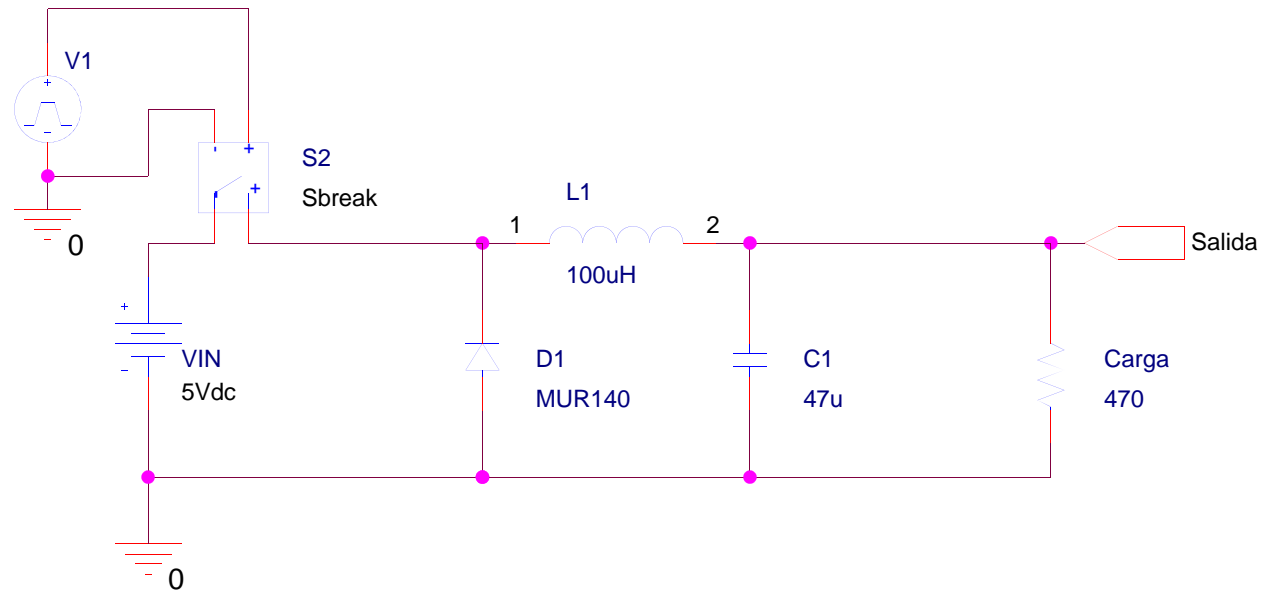 V1
S2
Sbreak
0
L1
1
2
100uH
Salida
VIN
5Vdc
D1
MUR140
C1
47u
Carga
470
0